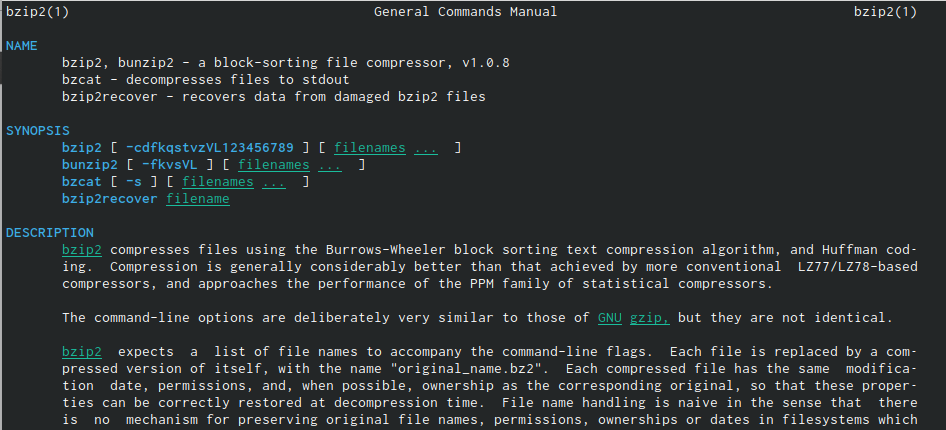 bzip2(1) General Commands Manual bzip2(1)
NAME
bzip2, bunzip2 - a block-sorting file compressor, v1.0.8
bzcat - decompresses files to stdout
bzip2recover - recovers data from damaged bzip2 files
SYNOPSIS
bzip2 [ -cdfkqstvzVL123456789 ] [ filenames ... ]
bunzip2 [ -fkvsVL ] [ filenames ... ]
bzcat [ -s ] [ filenames ... ]
bzip2recover filename
DESCRIPTION
bzip2 compresses files using the Burrows-Wheeler block sorting text compression algorithm, and Huffman cod-
ing. Compression is generally considerably better than that achieved by more conventional LZ77/LZ78-based
compressors, and approaches the performance of the PPM family of statistical compressors.
The command-line options are deliberately very similar to those of GNU gzip, but they are not identical.
bzip2 expects a list of file names to accompany the command-line flags. Each file is replaced by a com-
pressed version of itself, with the name "original_name.bz2". Each compressed file has the same modifica-
tion date, permissions, and, when possible, ownership as the corresponding original, so that these proper-
ties can be correctly restored at decompression time. File name handling is naive in the sense that there
is no mechanism for preserving original file names, permissions, ownerships or dates in filesystems which